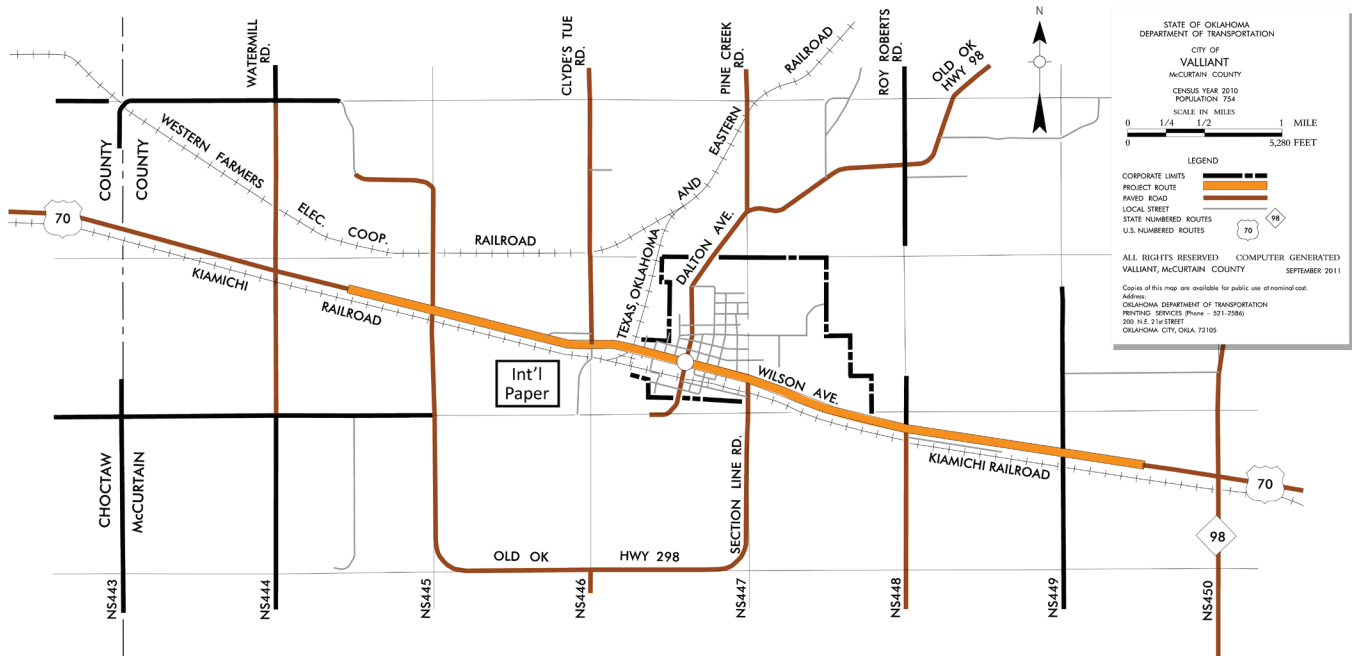 WATERMILL
RD.
CLYDE'S TUE
RD.
PINE CREEK
RD.
RAILROAD
ROY ROBERTS
RD.
OLD OK
HWY 98
N
STATE OF OKLAHOMA
DEPARTMENT OF TRANSPORTATION
CITY OF
VALLIANT
McCURTAIN COUNTY
CENSUS YEAR 2010
POPULATION 754
SCALE IN MILES
0 1/4 1/2 1 MILE
0 5,280 FEET
LEGEND
CORPORATE LIMITS
PROJECT ROUTE
PAVED ROAD
LOCAL STREET
STATE NUMBERED ROUTES 98
U.S. NUMBERED ROUTES 70
ALL RIGHTS RESERVED COMPUTER GENERATED
VALLIANT, McCURTAIN COUNTY SEPTEMBER 2011
Copies of this map are available for public use at nominal cost.
Address:
OKLAHOMA DEPARTMENT OF TRANSPORTATION
PRINTING SERVICES (Phone - 521-2586)
200 N.E. 21st STREET
OKLAHOMA CITY, OKLA. 73105
COUNTY
COUNTY
WESTERN FARMERS
ELEC.
COOP.
RAILROAD
TEXAS, OKLAHOMA
AND
EASTERN
DALTON AVE.
70
KIAMICHI
RAILROAD
Int'l
Paper
WILSON AVE.
KIAMICHI RAILROAD
70
98
CHOCTAW
McCURTAIN
OLD OK HWY 298
SECTION LINE RD.
NS443
NS444
NS445
NS446
NS447
NS448
NS449
NS450